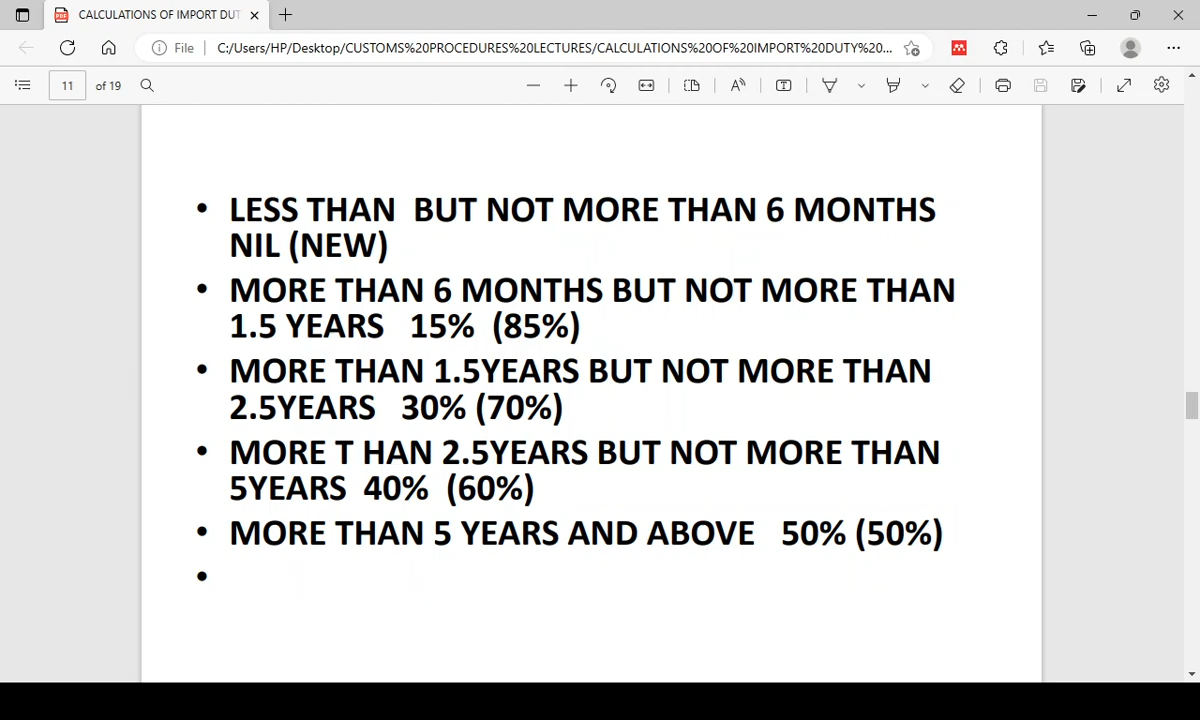 CALCULATIONS OF IMPORT DUT
File
C:/Users/HP/Desktop/CUSTOMS%20PROCEDURES%20LECTURES/CALCULATIONS%20OF%20IMPORT%20DUTY%20...
11 of 19
• LESS THAN  BUT NOT MORE THAN 6 MONTHS
NIL (NEW)
• MORE THAN 6 MONTHS BUT NOT MORE THAN
1.5 YEARS   15%  (85%)
• MORE THAN 1.5YEARS BUT NOT MORE THAN
2.5YEARS   30% (70%)
• MORE T HAN 2.5YEARS BUT NOT MORE THAN
5YEARS  40%  (60%)
• MORE THAN 5 YEARS AND ABOVE   50% (50%)
•